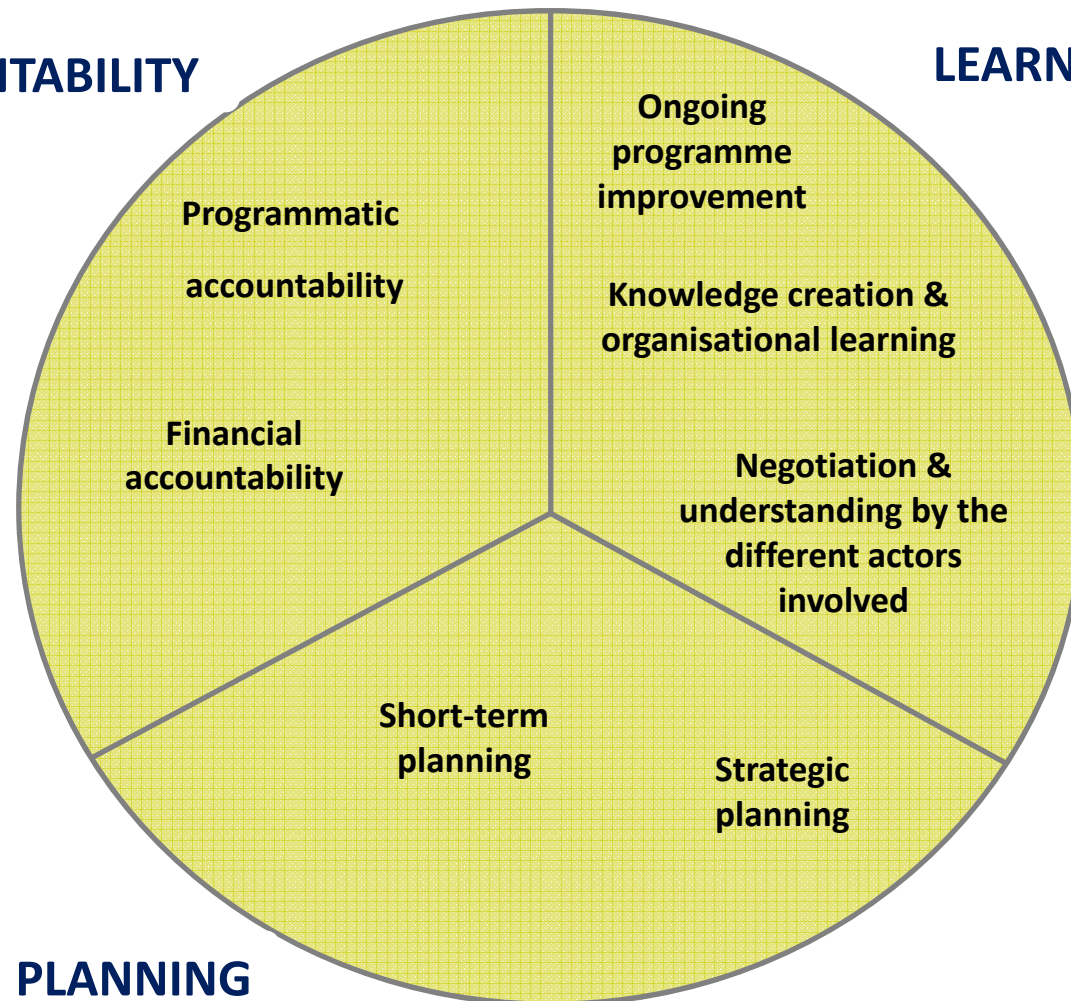 NTABILITY
LEARN
Programmatic
accountability
Financial
accountability
Ongoing
programme
improvement
Knowledge creation &
organisational learning
Negotiation &
understanding by the
different actors
involved
Short-term
planning
Strategic
planning
PLANNING